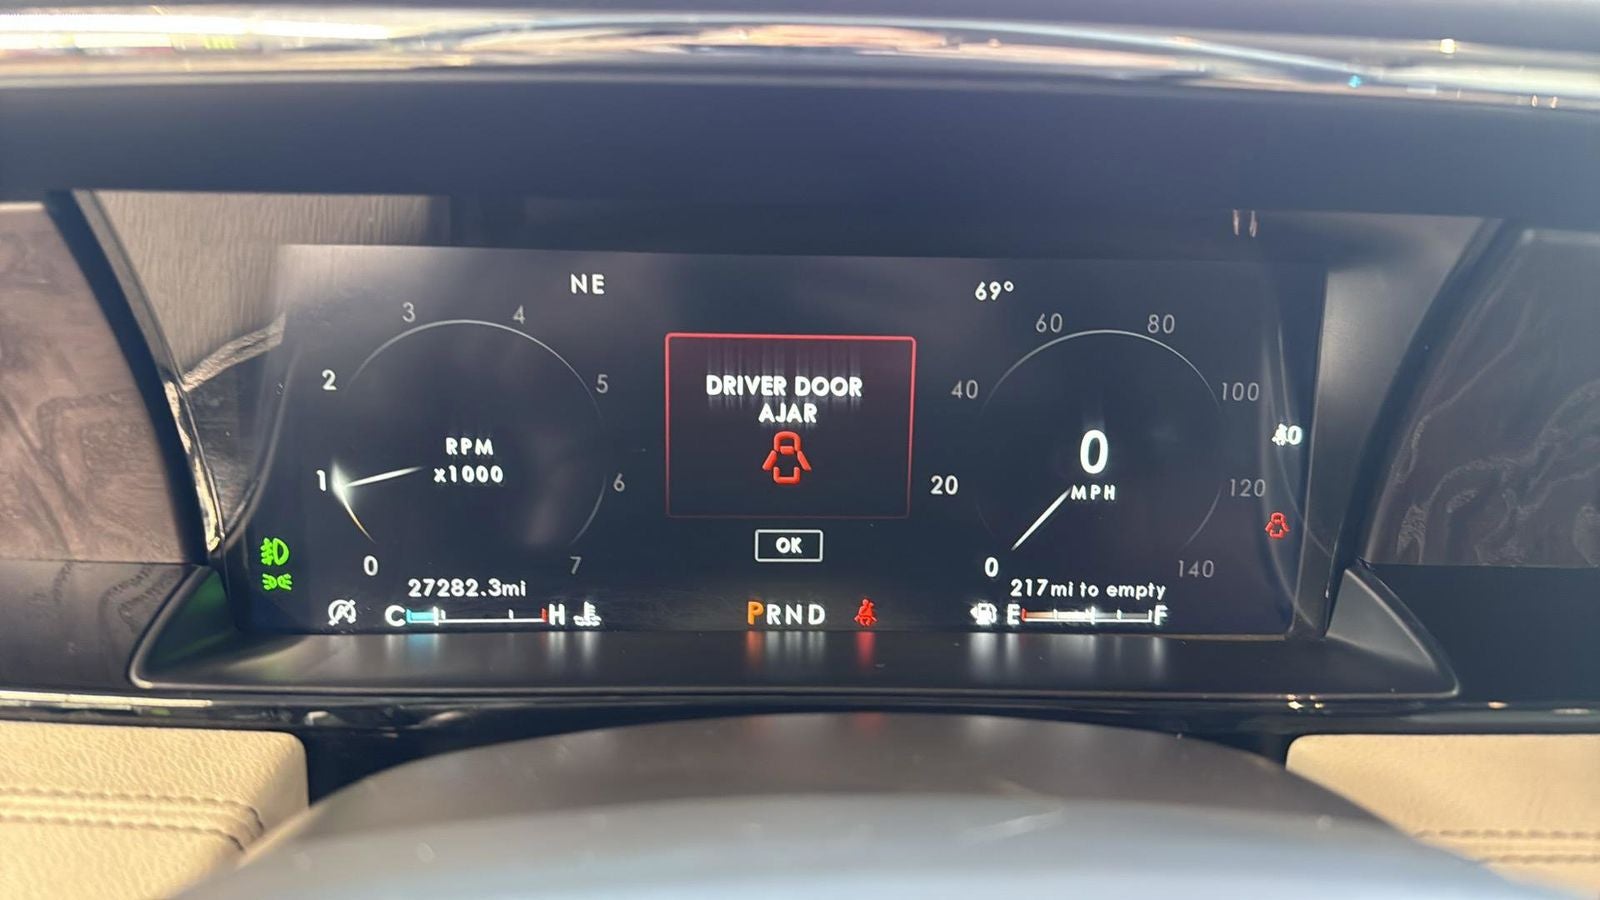 NE
69°
3
4
60
80
2
5
40
100
DRIVER DOOR
AJAR
RPM
x1000
0
MPH
1
6
20
120
OK
0
7
0
140
27282.3mi
217mi to empty
C
H
PRND
E
F